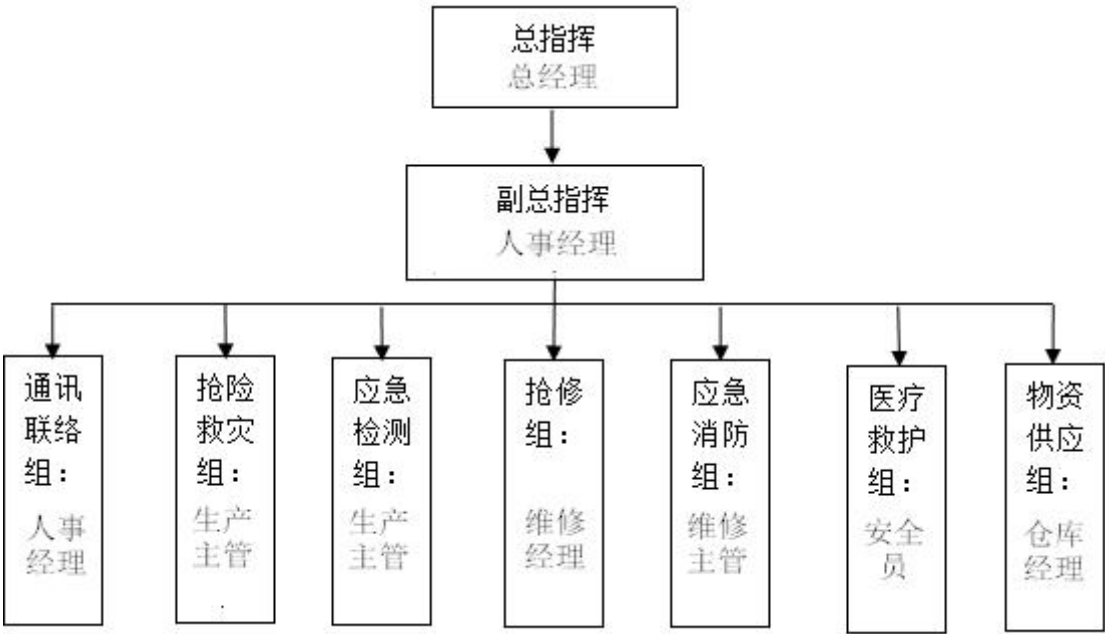 总指挥
总经理
副总指挥
人事经理
通讯
联络
组：
人事
经理
抢险
救灾
组：
生产
主管
应急
检测
组：
生产
主管
抢修
组：
维修
经理
应急
消防
组：
维修
主管
医疗
救护
组：
安全
员
物资
供应
组：
仓库
经理